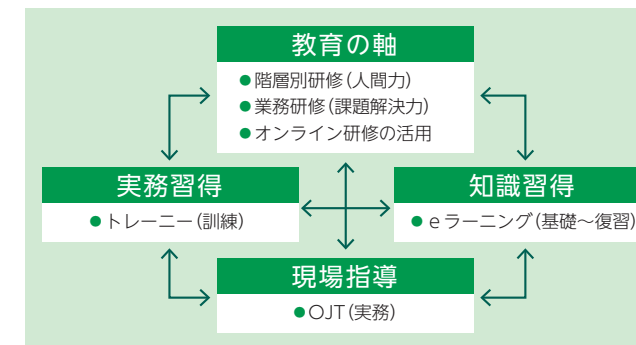 教育の軸
●階層別研修(人間力)
●業務研修(課題解決力)
●オンライン研修の活用
実務習得
●トレーニー(訓練)
知識習得
●eラーニング(基礎～復習)
現場指導
●OJT(実務)